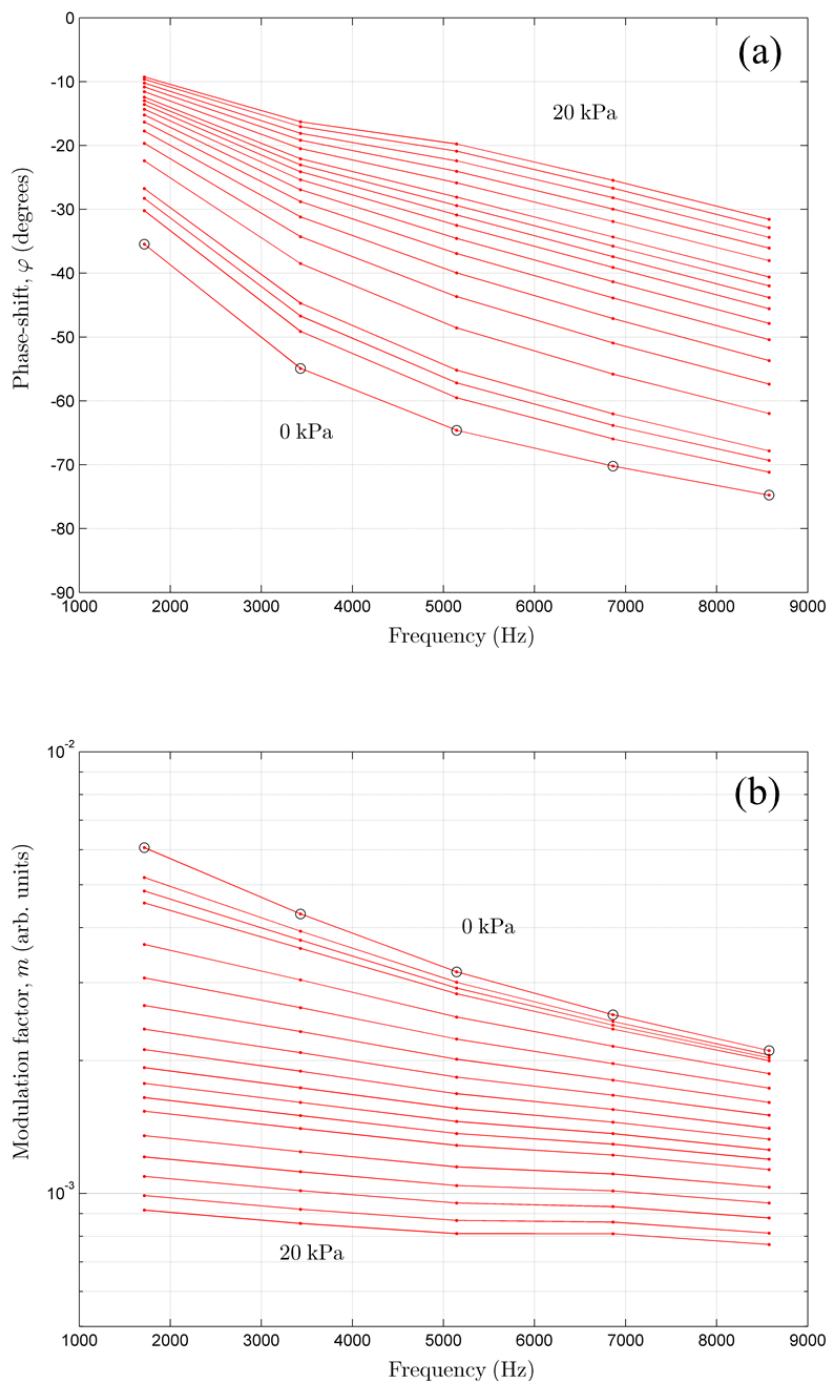 (a)
0
-10
-20
-30
-40
-50
-60
-70
-80
-90
20 kPa
0 kPa
Phase-shift, φ (degrees)
1000 2000 3000 4000 5000 6000 7000 8000 9000
Frequency (Hz)
(b)
10-2
10-3
0 kPa
20 kPa
Modulation factor, m (arb. units)
1000 2000 3000 4000 5000 6000 7000 8000 9000
Frequency (Hz)